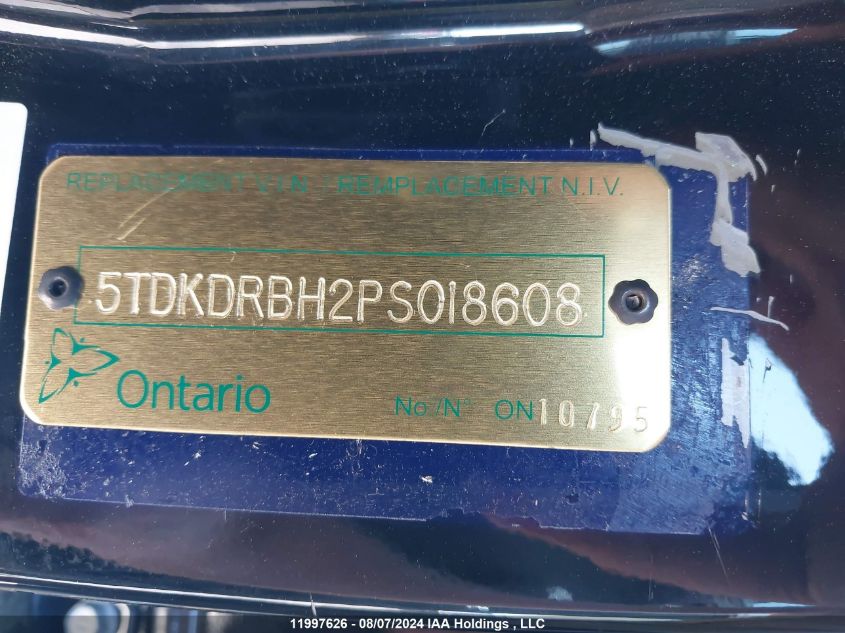 REPLACEMENT V.I.N. / REMPLACEMENT N.I.V.
5TDKDRBH2PS018608
Ontario
No./N° ON10795
11997626 - 08/07/2024 IAA Holdings , LLC